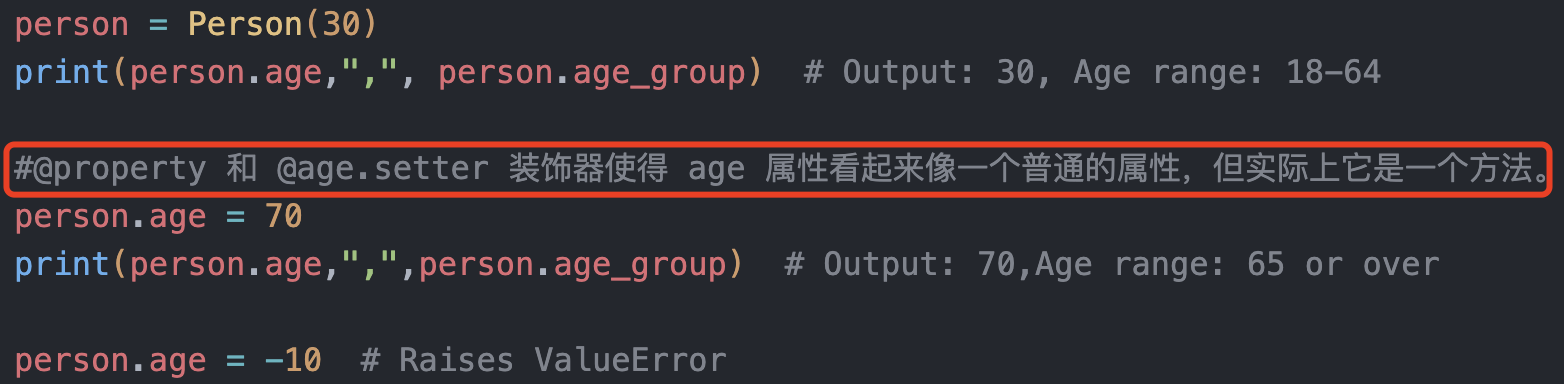 person = Person(30)
print(person.age,",", person.age_group)  # Output: 30, Age range: 18-64
#@property 和 @age.setter 装饰器使得 age 属性看起来像一个普通的属性，但实际上它是一个方法。
person.age = 70
print(person.age,",",person.age_group)  # Output: 70,Age range: 65 or over
person.age = -10  # Raises ValueError